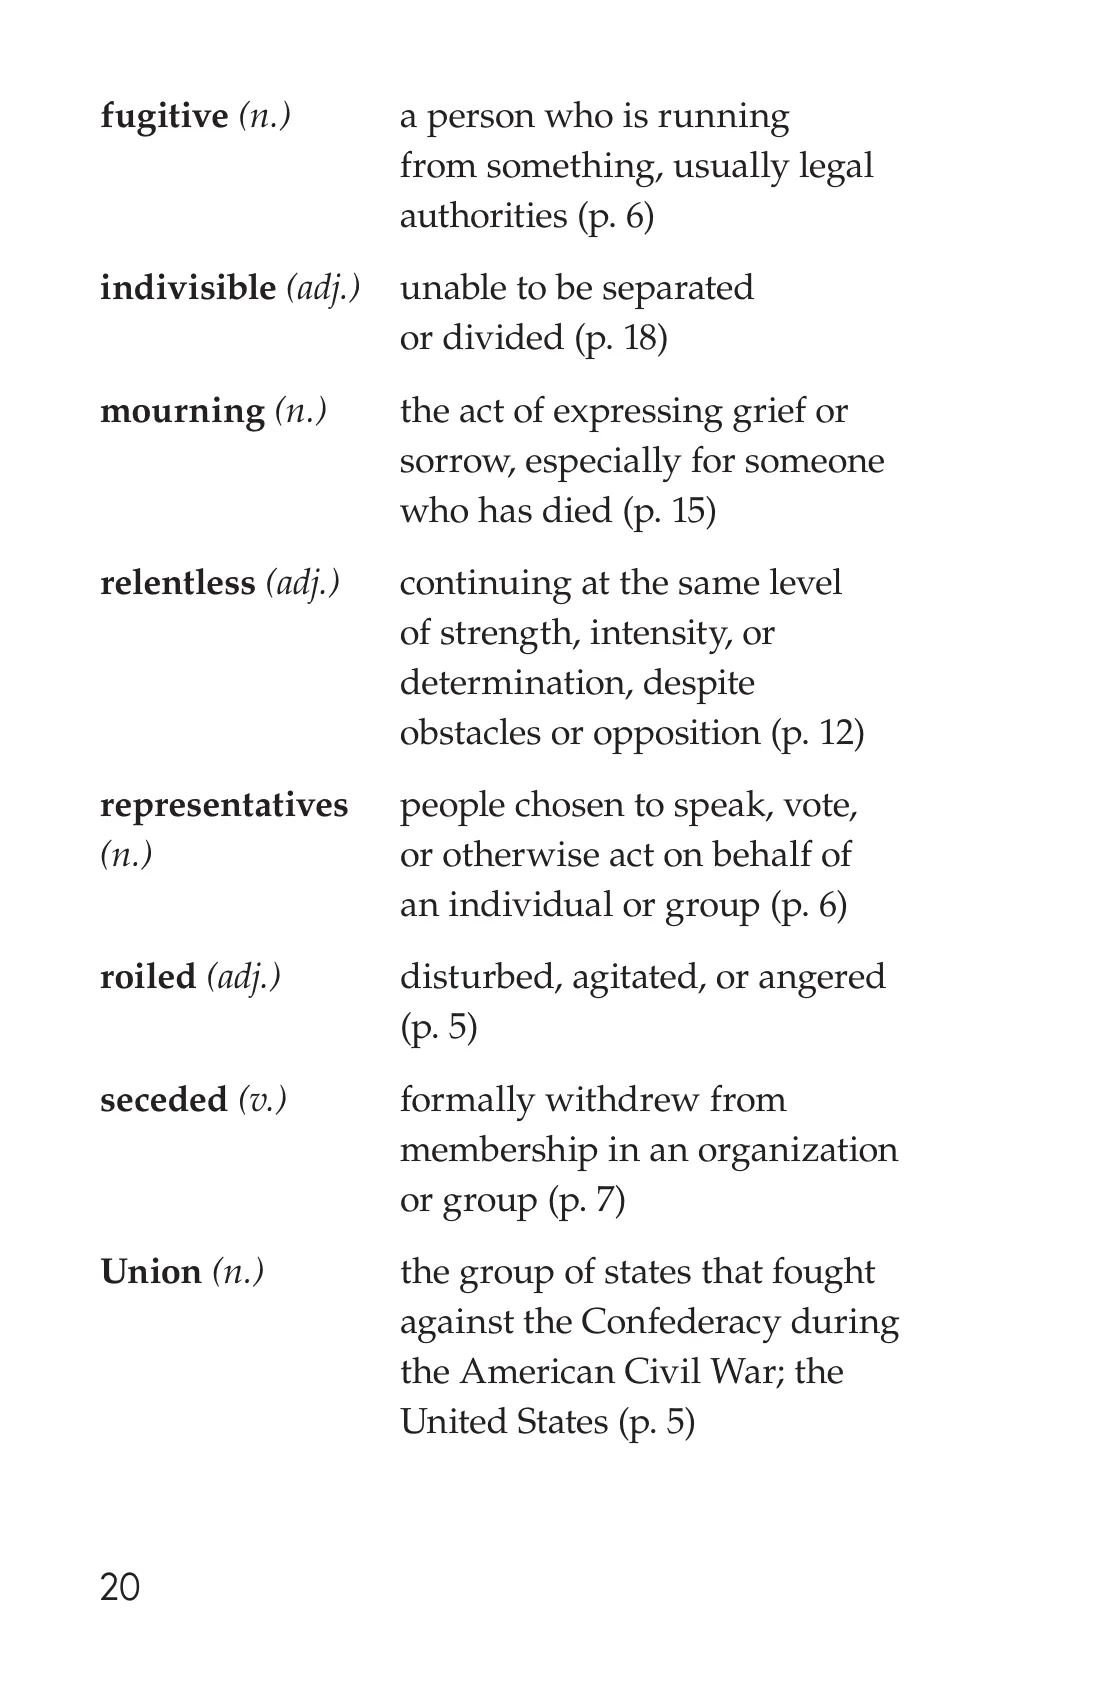 fugitive (n.) a person who is running
from something, usually legal
authorities (p. 6)
indivisible (adj.) unable to be separated
or divided (p. 18)
mourning (n.) the act of expressing grief or
sorrow, especially for someone
who has died (p. 15)
relentless (adj.) continuing at the same level
of strength, intensity, or
determination, despite
obstacles or opposition (p. 12)
representatives people chosen to speak, vote,
(n.) or otherwise act on behalf of
an individual or group (p. 6)
roiled (adj.) disturbed, agitated, or angered
(p. 5)
seceded (v.) formally withdrew from
membership in an organization
or group (p. 7)
Union (n.) the group of states that fought
against the Confederacy during
the American Civil War; the
United States (p. 5)
20